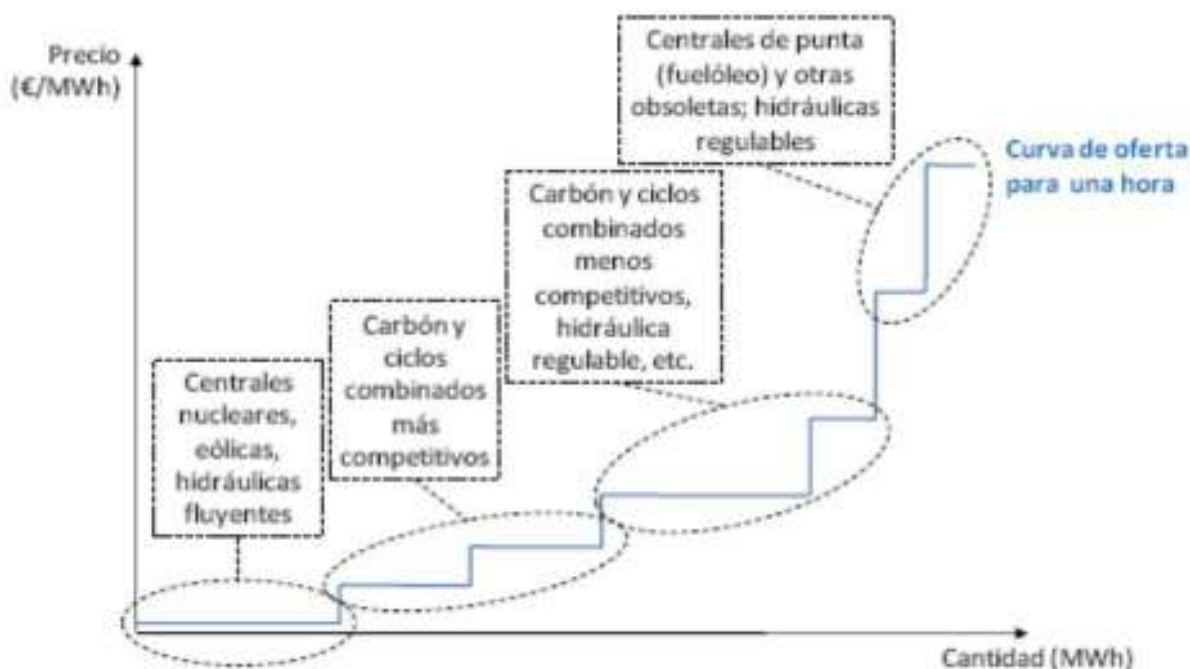 Precio
(€/MWh)
Centrales de punta
(fuelóleo) y otras
obsoletas; hidráulicas
regulables
Curva de oferta
para una hora
Carbón y ciclos
combinados
menos
competitivos,
hidráulica
regulable, etc.
Carbón y
ciclos
combinados
más
competitivos
Centrales
nucleares,
eólicas,
hidráulicas
fluyentes
Cantidad (MWh)